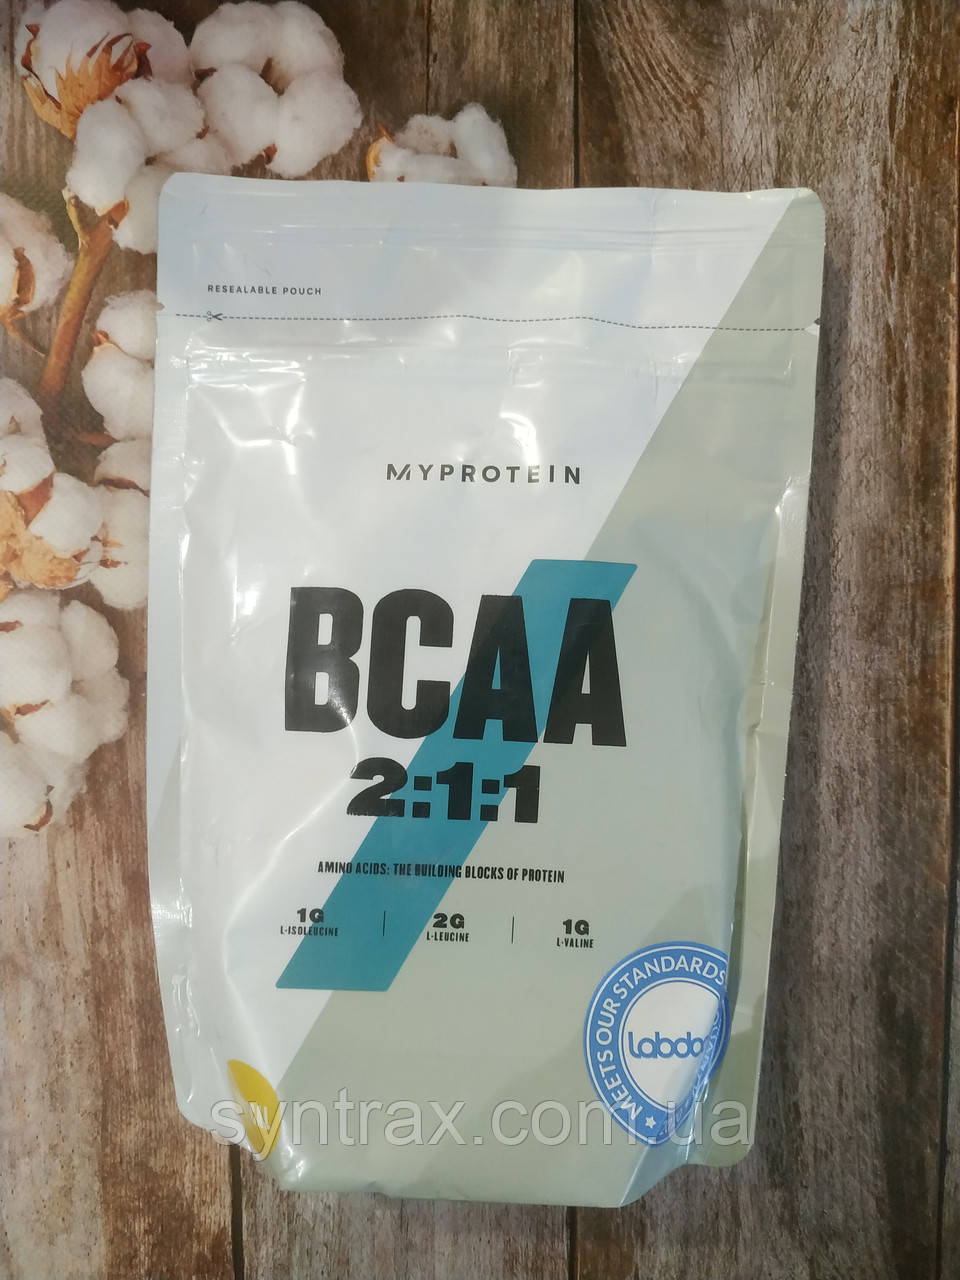 RESEALABLE POUCH
MYPROTEIN
BCAA
2:1:1
AMINO ACIDS: THE BUILDING BLOCKS OF PROTEIN
1G
L-ISOLEUCINE
2G
L-LEUCINE
1G
L-VALINE
MEETS OUR STANDARDS
syntrax.com.ua